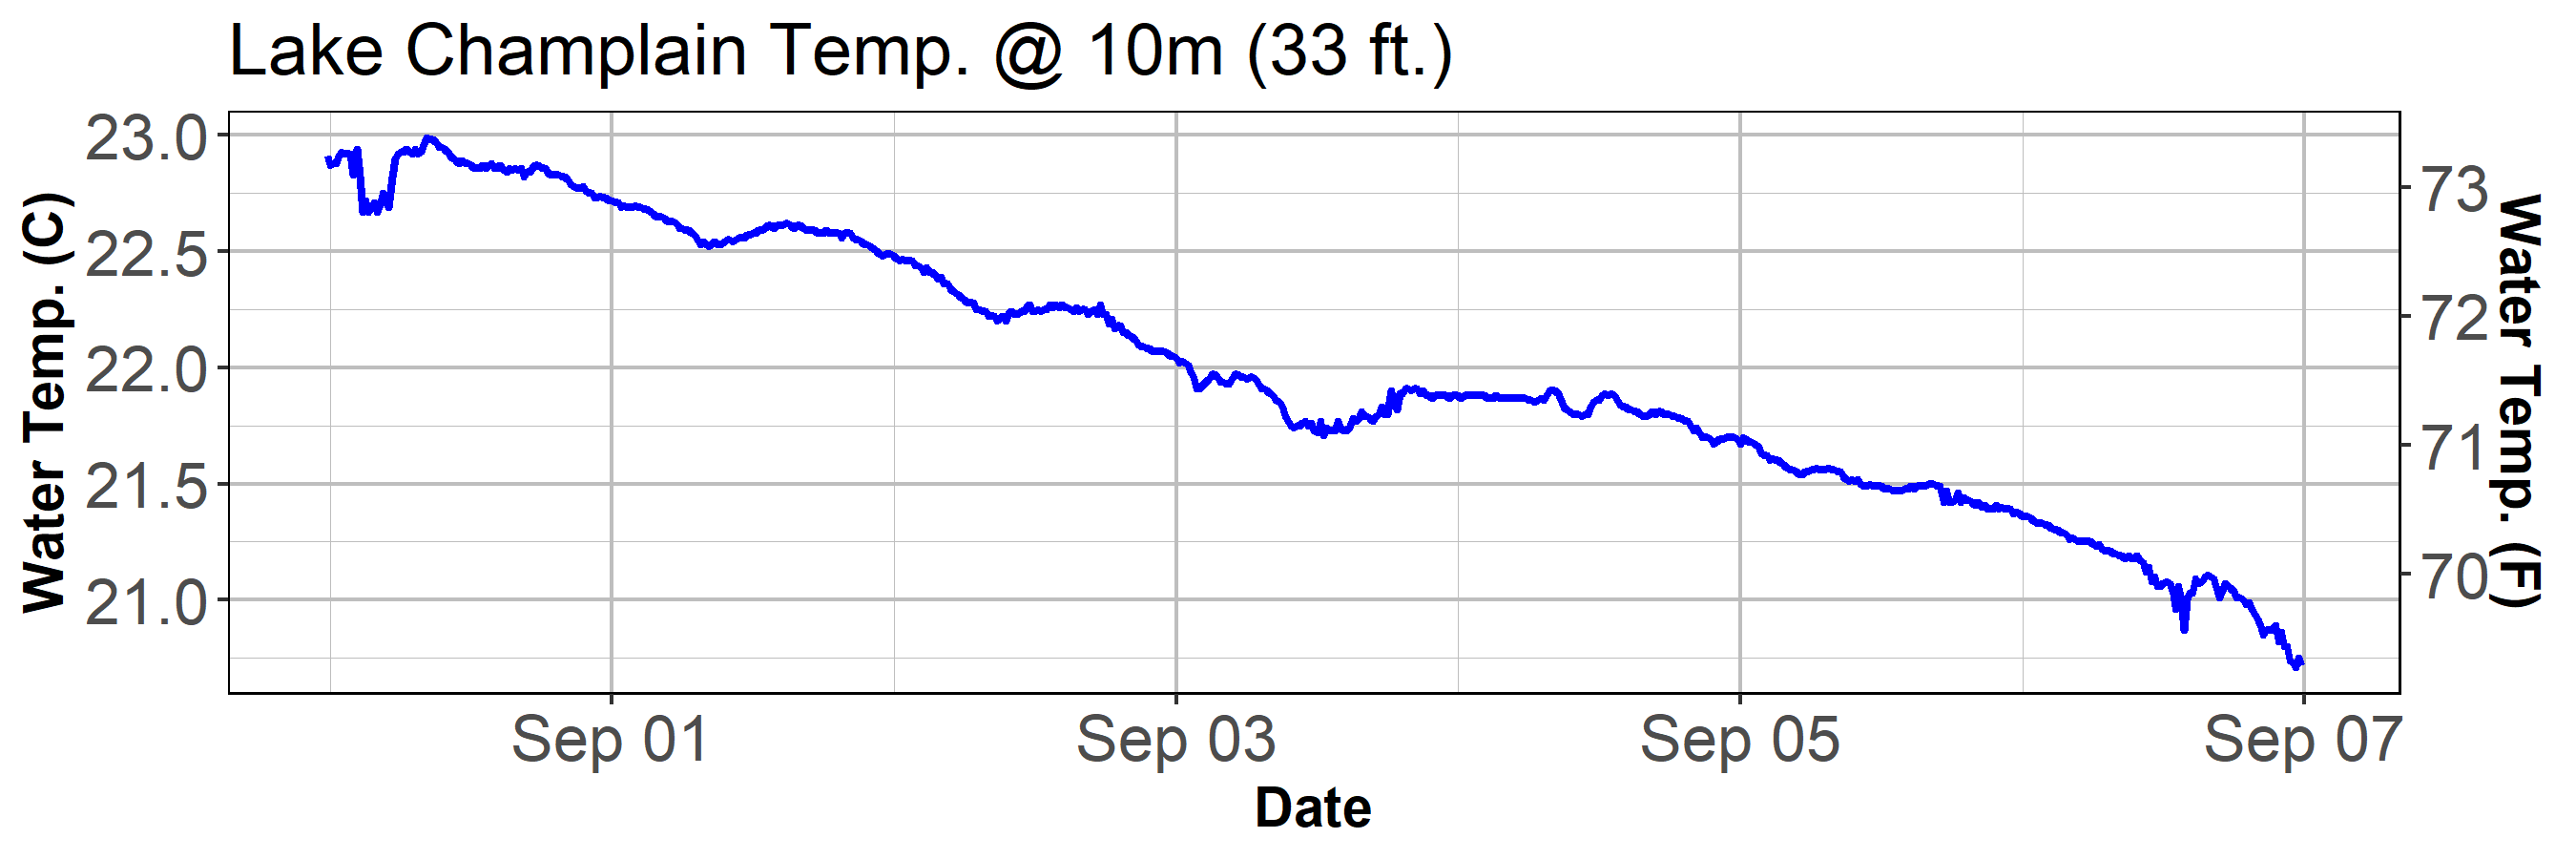 Lake Champlain Temp. @ 10m (33 ft.)
Water Temp. (C)
23.0
22.5
22.0
21.5
21.0
73
72
71
70
Water Temp. (F)
Sep 01 Sep 03 Sep 05 Sep 07
Date